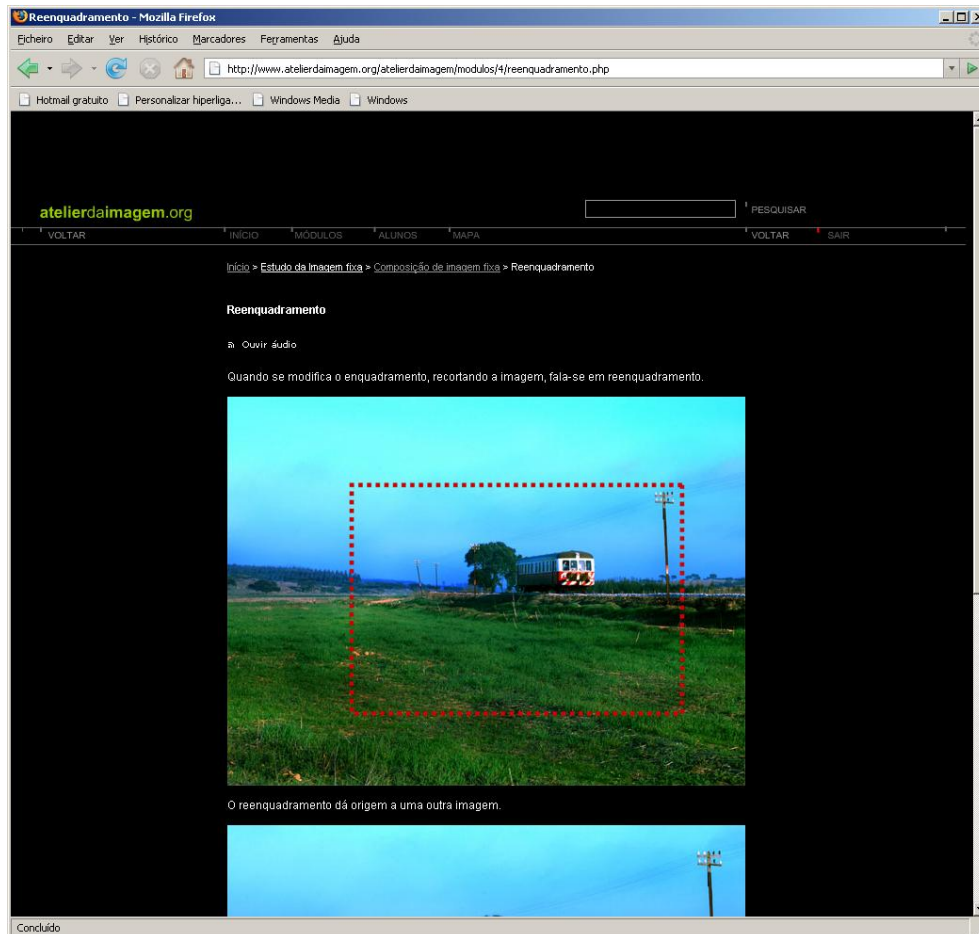 Reenquadramento - Mozilla Firefox
Ficheiro Editar Ver Histórico Marcadores Ferramentas Ajuda
http://www.atelierdaimagem.org/atelierdaimagem/modulos/4/reenquadramento.php
Hotmail gratuito Personalizar hiperliga... Windows Media Windows
atelierdaimagem.org PESQUISAR
VOLTAR INÍCIO MÓDULOS ALUNOS MAPA VOLTAR SAIR
Início > Estudo da Imagem fixa > Composição de imagem fixa > Reenquadramento
Reenquadramento
Ouvir áudio
Quando se modifica o enquadramento, recortando a imagem, fala-se em reenquadramento.
O reenquadramento dá origem a uma outra imagem.
Concluído